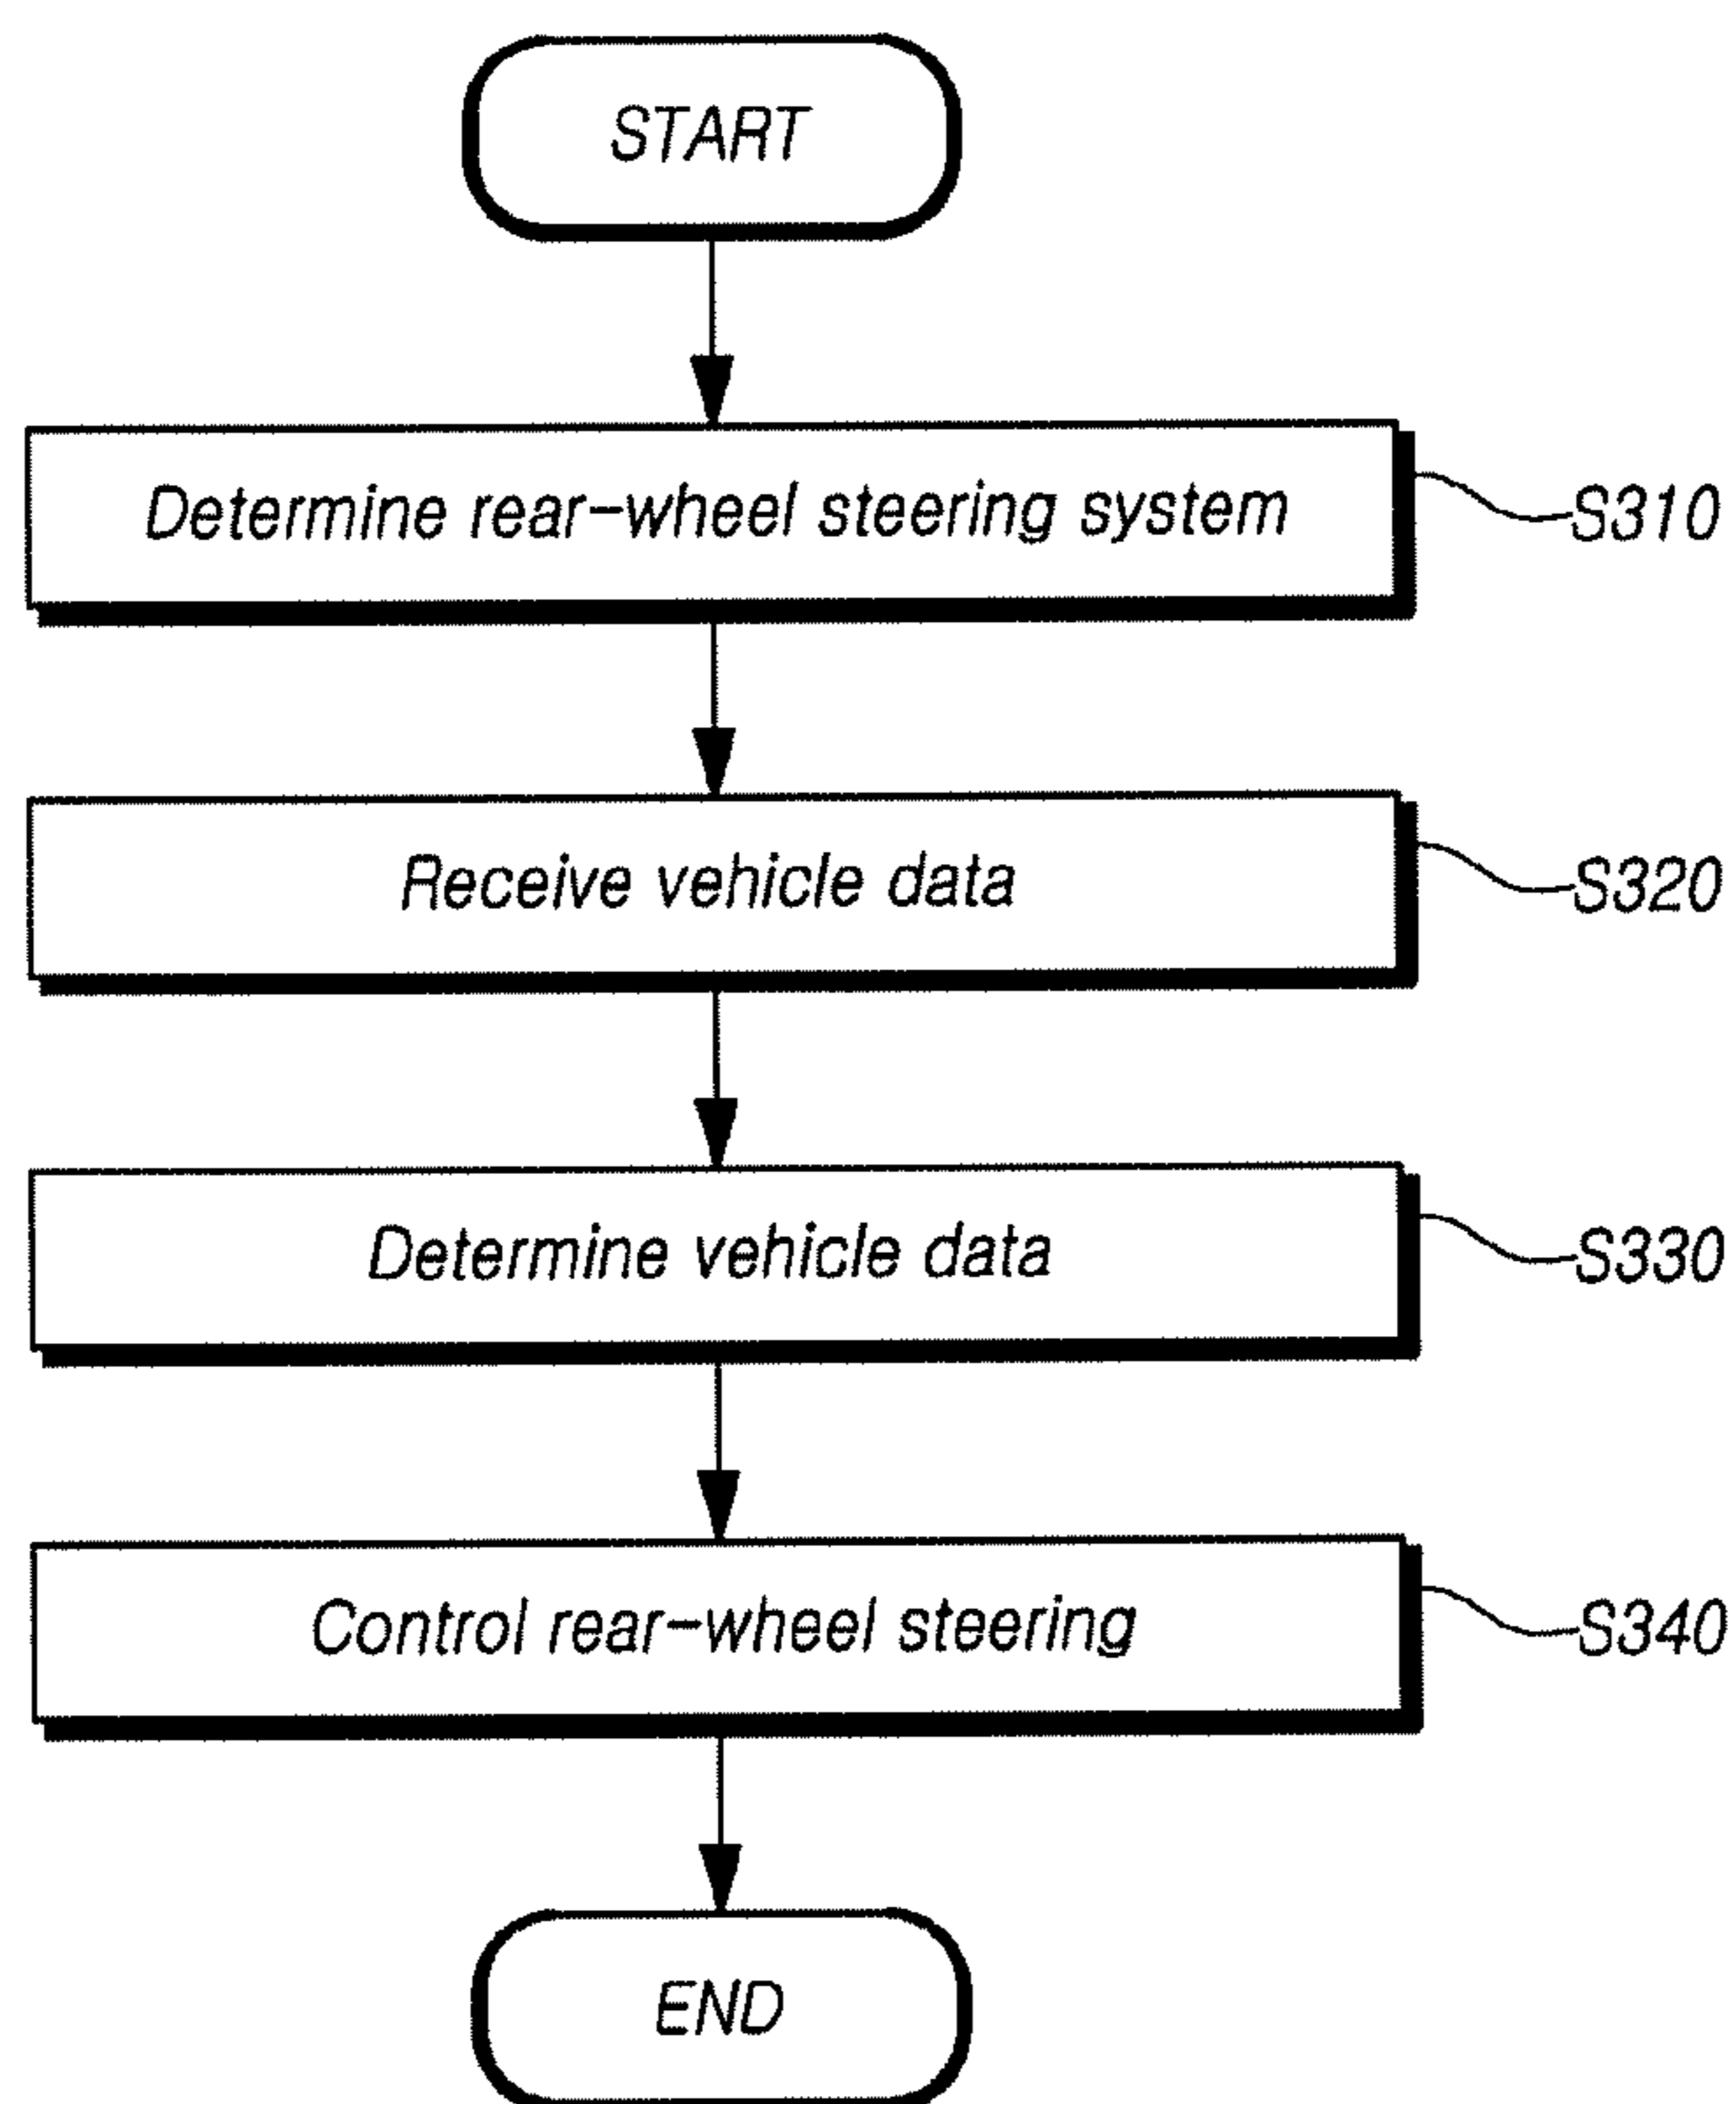 START
Determine rear-wheel steering system
S310
Receive vehicle data
S320
Determine vehicle data
S330
Control rear-wheel steering
S340
END